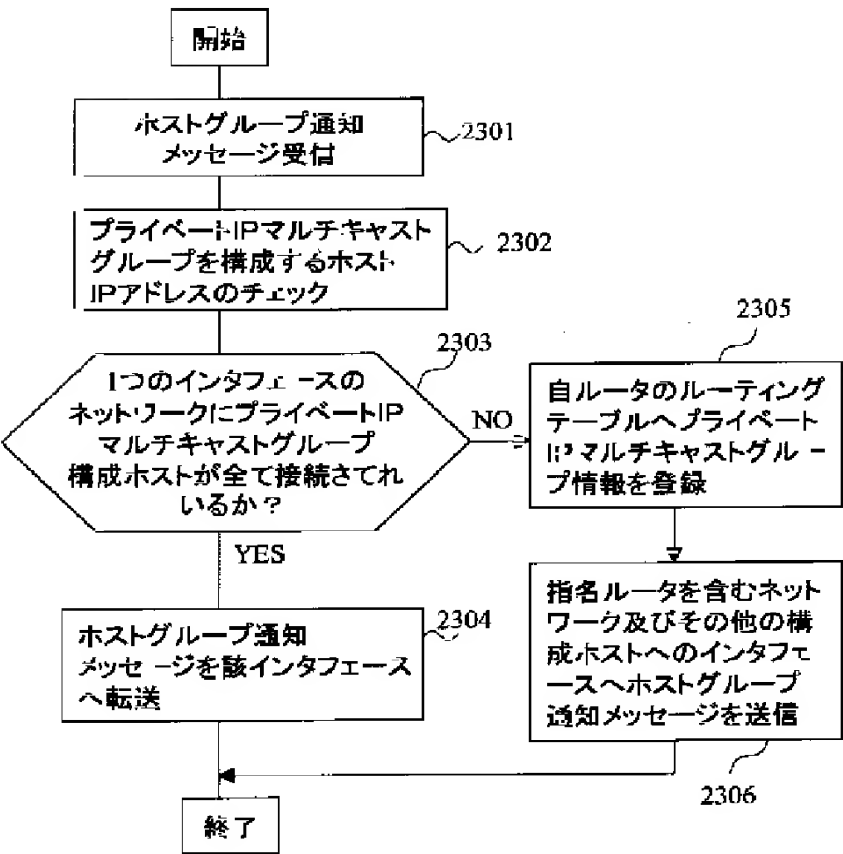 開始
ホストグループ通知
メッセージ受信
2301
プライベートIPマルチキャスト
グループを構成するホスト
IPアドレスのチェック
2302
1つのインタフェースの
ネットワークにプライベートIP
マルチキャストグループ
構成ホストが全て接続さてれ
いるか？
2303
NO
YES
ホストグループ通知
メッセージを該インタフェース
へ転送
2304
2305
自ルータのルーティング
テーブルへプライベート
IPマルチキャストグルー
プ情報を登録
指名ルータを含むネット
ワーク及びその他の構
成ホストへのインタフェ
ースへホストグループ
通知メッセージを送信
2306
終了